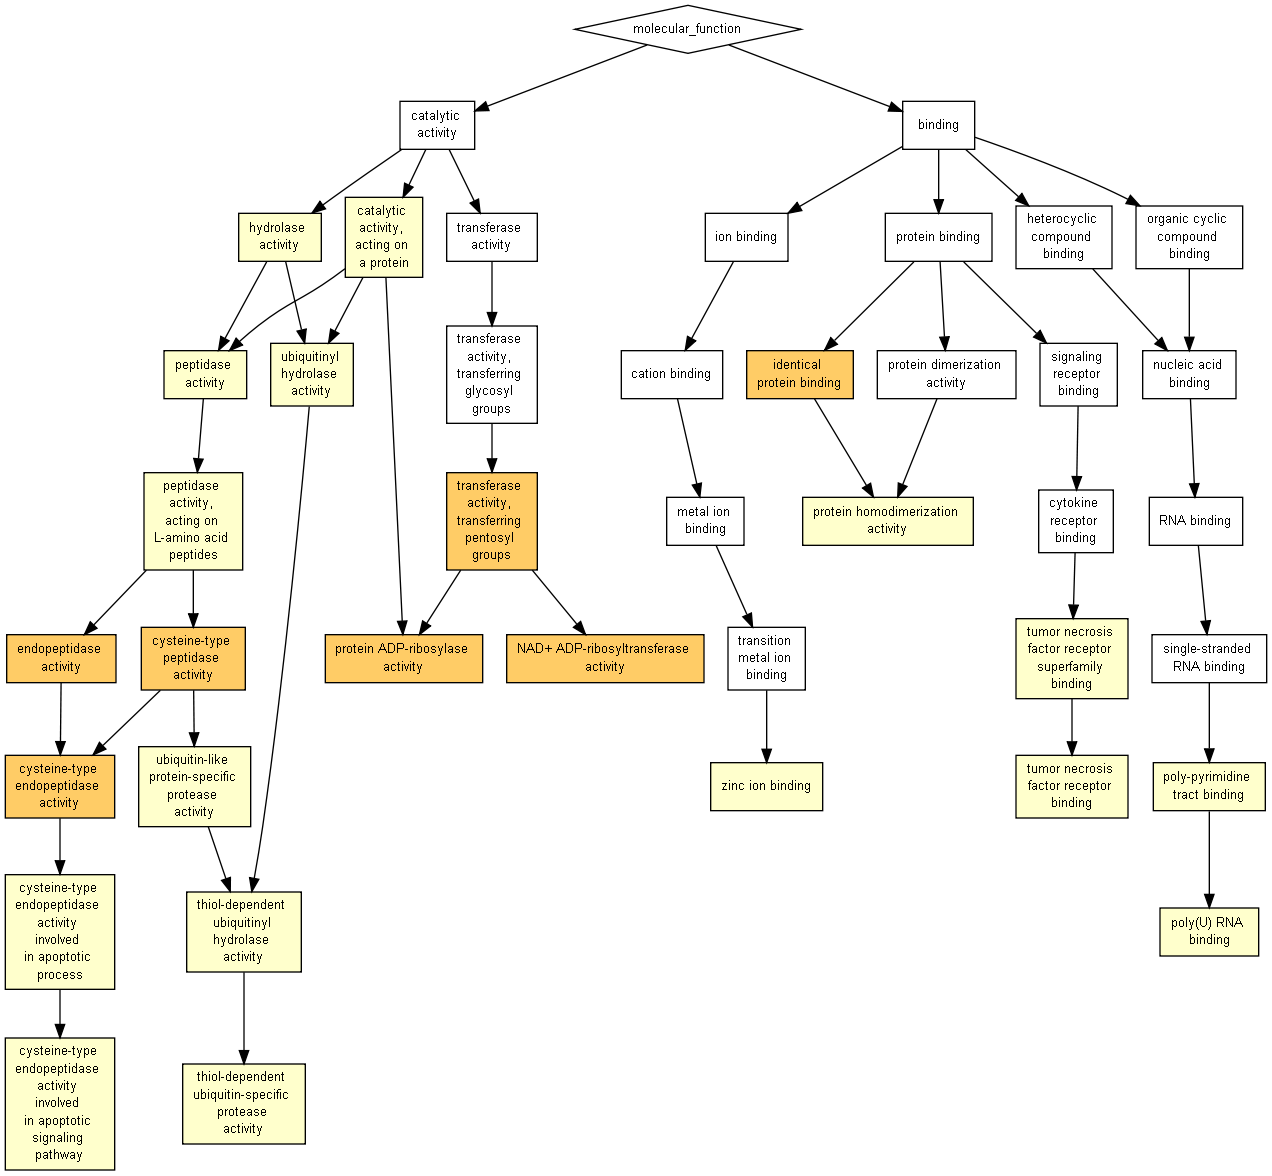 molecular_function
catalytic
activity
binding
hydrolase
activity
catalytic
activity,
acting on
a protein
transferase
activity
ion binding
protein binding
heterocyclic
compound
binding
organic cyclic
compound
binding
peptidase
activity
ubiquitinyl
hydrolase
activity
transferase
activity,
transferring
glycosyl
groups
cation binding
identical
protein binding
protein dimerization
activity
signaling
receptor
binding
nucleic acid
binding
peptidase
activity,
acting on
L-amino acid
peptides
transferase
activity,
transferring
pentosyl
groups
metal ion
binding
protein homodimerization
activity
cytokine
receptor
binding
RNA binding
endopeptidase
activity
cysteine-type
peptidase
activity
protein ADP-ribosylase
activity
NAD+ ADP-ribosyltransferase
activity
transition
metal ion
binding
tumor necrosis
factor receptor
superfamily
binding
single-stranded
RNA binding
cysteine-type
endopeptidase
activity
ubiquitin-like
protein-specific
protease
activity
zinc ion binding
tumor necrosis
factor receptor
binding
poly-pyrimidine
tract binding
cysteine-type
endopeptidase
activity
involved
in apoptotic
process
thiol-dependent
ubiquitinyl
hydrolase
activity
poly(U) RNA
binding
cysteine-type
endopeptidase
activity
involved
in apoptotic
signaling
pathway
thiol-dependent
ubiquitin-specific
protease
activity